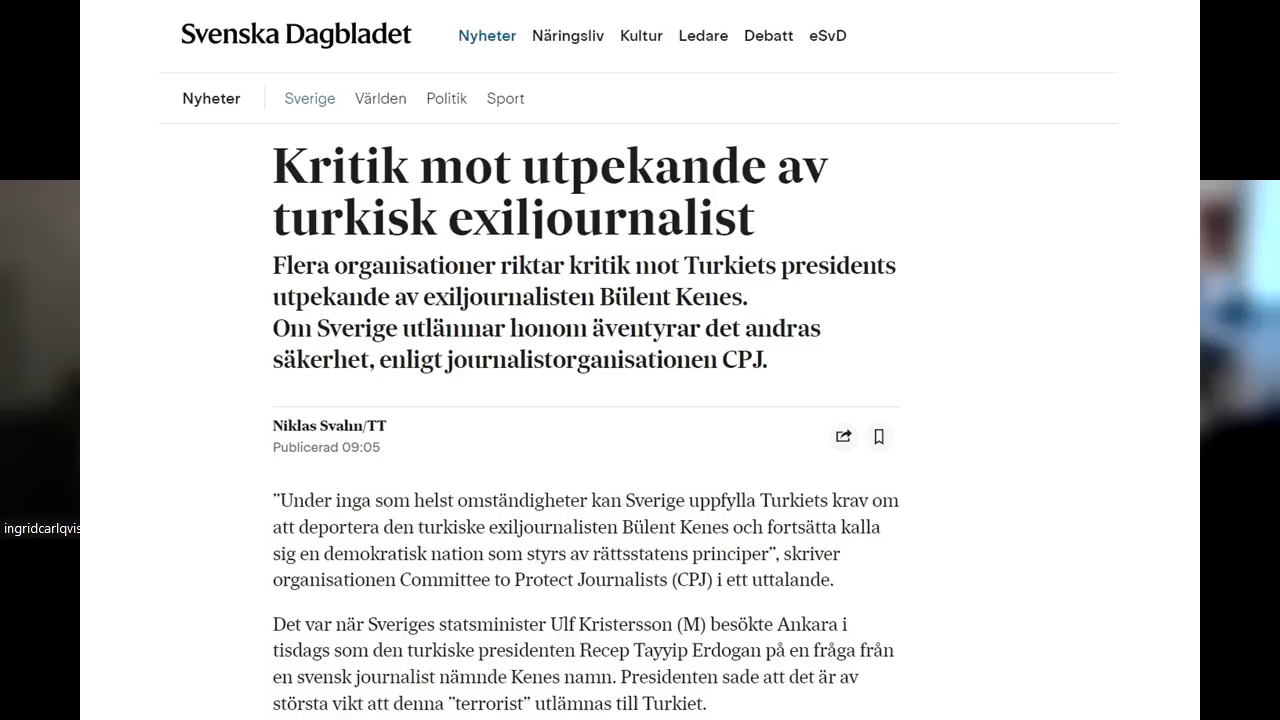 Svenska Dagbladet
Nyheter Näringsliv Kultur Ledare Debatt eSvD
Nyheter Sverige Världen Politik Sport
Kritik mot utpekande av
turkisk exiljournalist
Flera organisationer riktar kritik mot Turkiets presidents
utpekande av exiljournalisten Bülent Kenes.
Om Sverige utlämnar honom äventyrar det andras
säkerhet, enligt journalistorganisationen CPJ.
Niklas Svahn/TT
Publicerad 09:05
”Under inga som helst omständigheter kan Sverige uppfylla Turkiets krav om
att deportera den turkiske exiljournalisten Bülent Kenes och fortsätta kalla
sig en demokratisk nation som styrs av rättsstatens principer”, skriver
organisationen Committee to Protect Journalists (CPJ) i ett uttalande.
ingridcarlqvis
Det var när Sveriges statsminister Ulf Kristersson (M) besökte Ankara i
tisdags som den turkiske presidenten Recep Tayyip Erdogan på en fråga från
en svensk journalist nämnde Kenes namn. Presidenten sade att det är av
största vikt att denna ”terrorist” utlämnas till Turkiet.